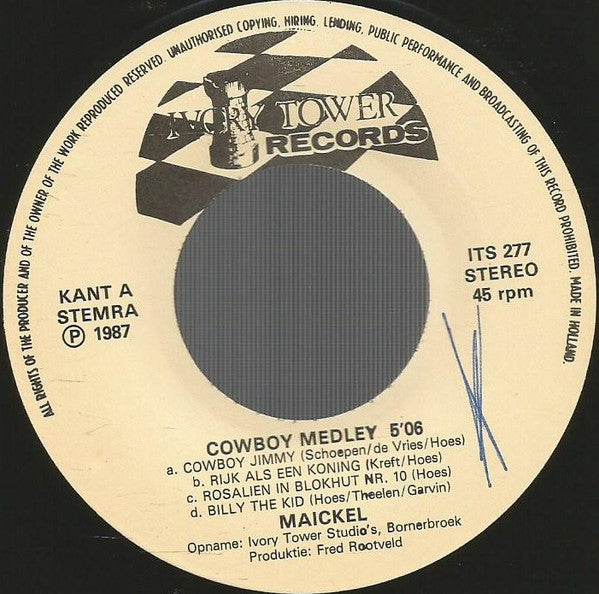 ALL RIGHTS OF THE PRODUCER AND OF THE OWNER OF THE WORK REPRODUCED RESERVED. UNAUTHORISED COPYING, HIRING, LENDING, PUBLIC PERFORMANCE AND BROADCASTING OF THIS RECORD PROHIBITED. MADE IN HOLLAND.
IVORY TOWER
RECORDS
KANT A
STEMRA
Ⓟ 1987
ITS 277
STEREO
45 rpm
COWBOY MEDLEY 5'06
a. COWBOY JIMMY (Schoepen/de Vries/Hoes)
b. RIJK ALS EEN KONING (Kreft/Hoes)
c. ROSALIEN IN BLOKHUT NR. 10 (Hoes)
d. BILLY THE KID (Hoes/Theelen/Garvin)
MAICKEL
Opname: Ivory Tower Studio's, Bornerbroek
Produktie: Fred Rootveld